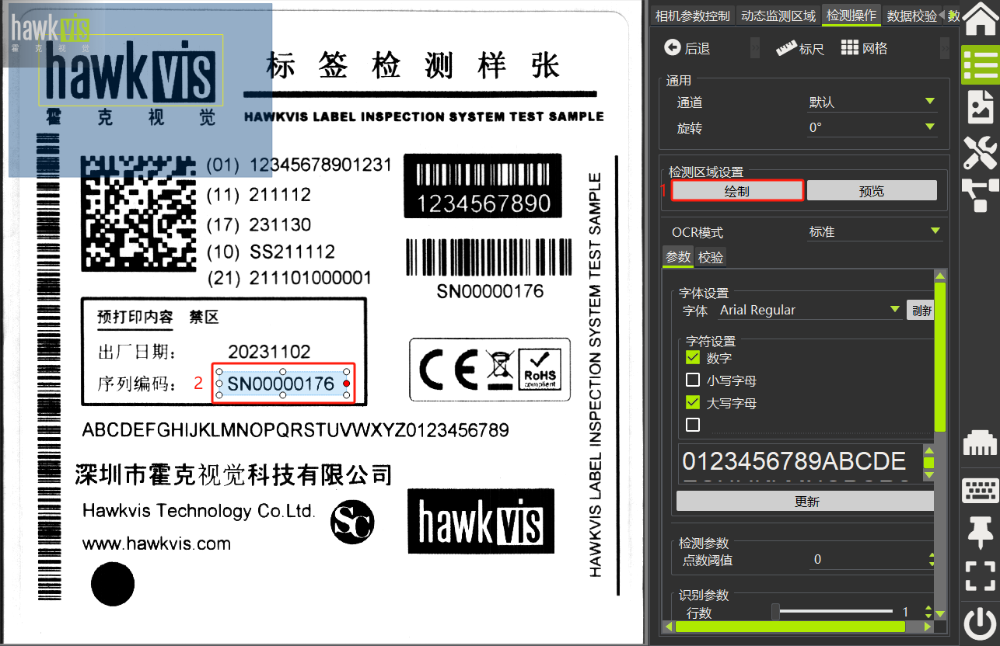 hawkvis
霍 克 视 觉
hawkvis
霍 克 视 觉
标 签 检 测 样 张
HAWKVIS LABEL INSPECTION SYSTEM TEST SAMPLE
(01) 12345678901231
(11) 211112
(17) 231130
(10) SS211112
(21) 211101000001
1234567890
SN00000176
HAWKVIS LABEL INSPECTION SYSTEM TEST SAMPLE
预打印内容 禁区
出厂日期: 20231102
序列编码: 2 SN00000176
CE
RoHS
compliant
ABCDEFGHIJKLMNOPQRSTUVWXYZ0123456789
深圳市霍克视觉科技有限公司
Hawkvis Technology Co.Ltd.
www.hawkvis.com
SC
hawkvis
相机参数控制 动态监测区域 检测操作 数据校验 数
后退 标尺 网格
通用
通道 默认
旋转 0°
检测区域设置
1 绘制 预览
OCR模式 标准
参数 校验
字体设置
字体 Arial Regular 刷新
字符设置
数字
小写字母
大写字母
0123456789ABCDE
更新
检测参数
点数阈值 0
识别参数
行数 1